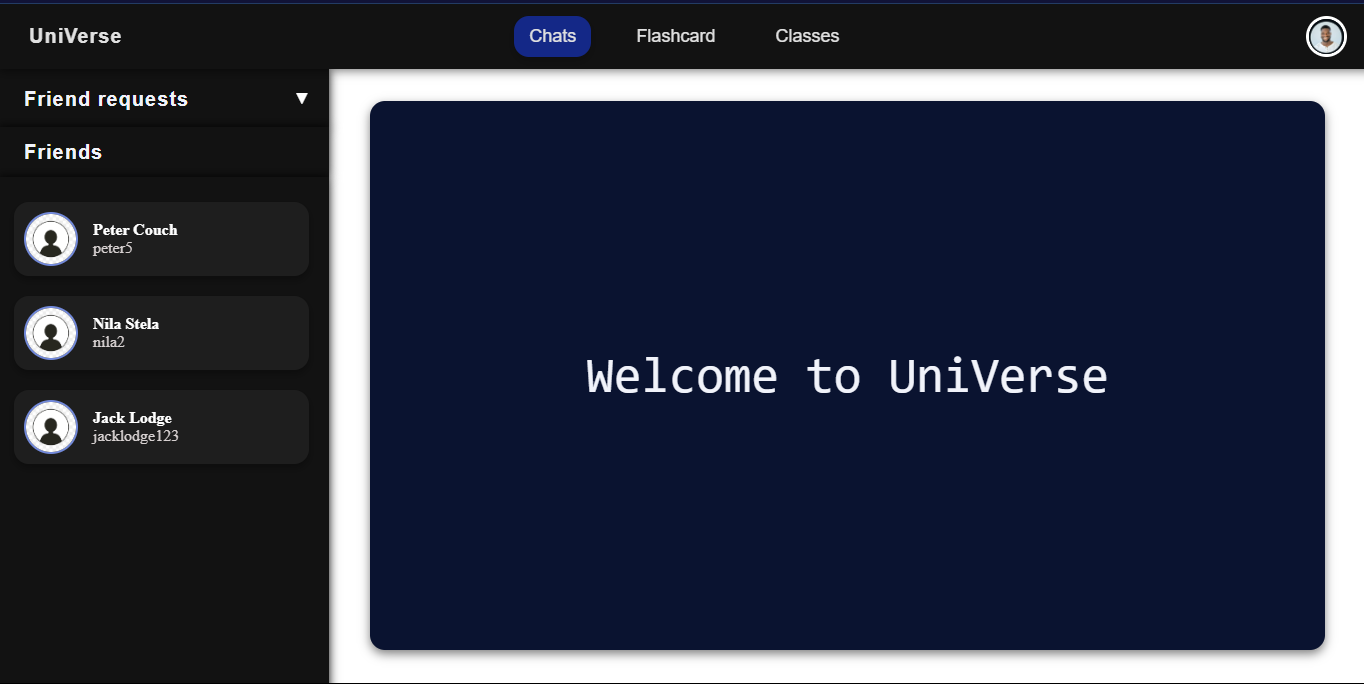 UniVerse
Chats
Flashcard
Classes
Friend requests ▼
Friends
Peter Couch
peter5
Nila Stela
nila2
Jack Lodge
jacklodge123
Welcome to UniVerse